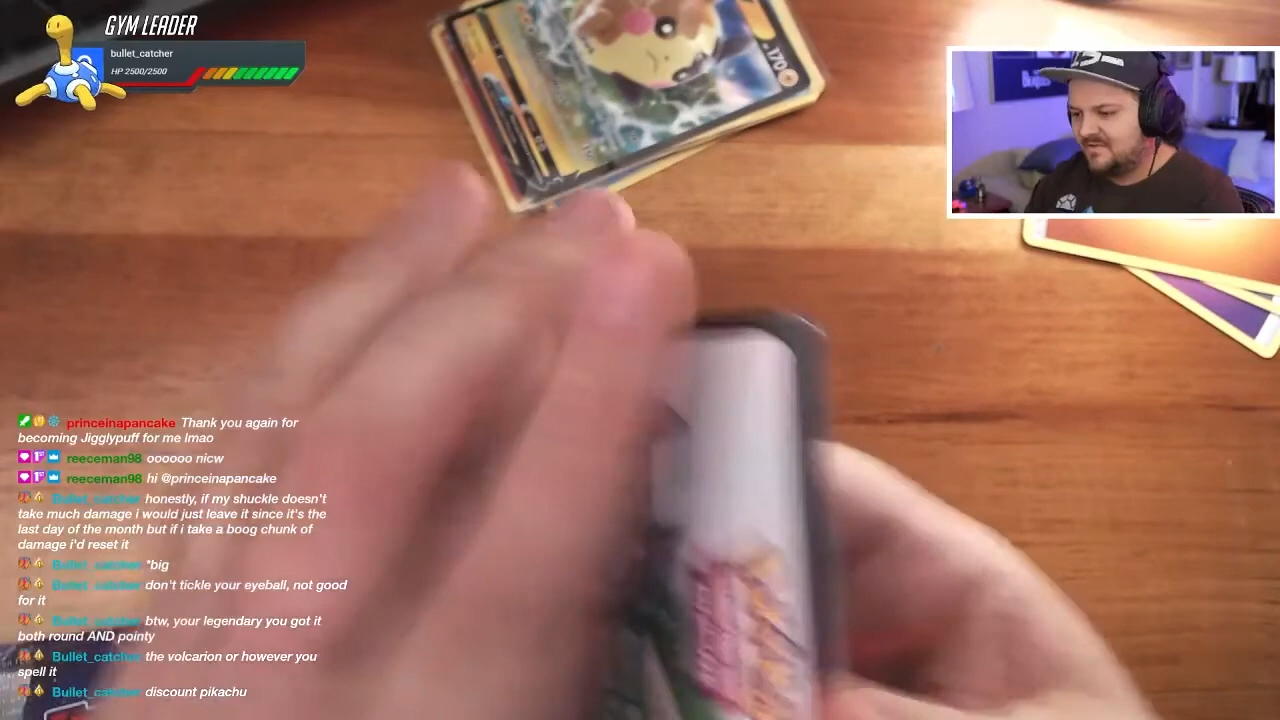 GYM LEADER
bullet_catcher
HP 2500/2500
170
princeinapancake Thank you again for
becoming Jigglypuff for me lmao
reeceman98 oooooo nicw
reeceman98 hi @princeinapancake
Bullet_catcher honestly, if my shuckle doesn't
take much damage i would just leave it since it's the
last day of the month but if i take a boog chunk of
damage i'd reset it
Bullet_catcher *big
Bullet_catcher don't tickle your eyeball, not good
for it
Bullet_catcher btw, your legendary you got it
both round AND pointy
Bullet_catcher the volcarion or however you
spell it
Bullet_catcher discount pikachu